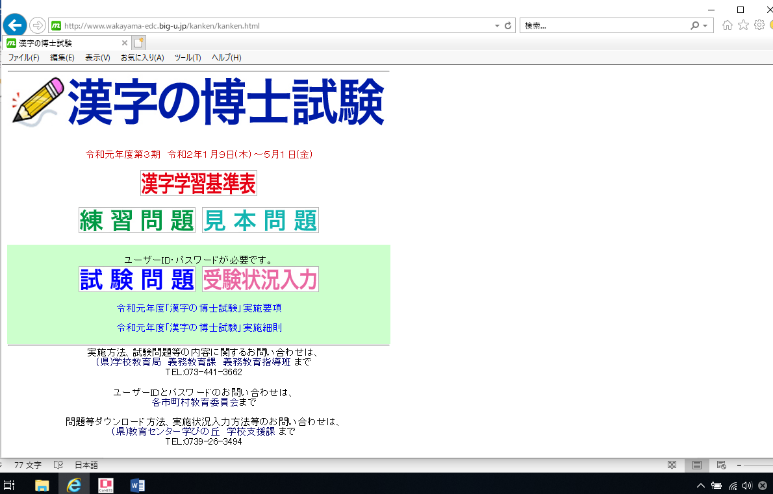 http://www.wakayama-edc.big-u.jp/kanken/kanken.html
検索...
漢字の博士試験
ファイル(F) 編集(E) 表示(V) お気に入り(A) ツール(T) ヘルプ(H)
漢字の博士試験
令和元年度第3期 令和2年1月9日(木)～5月1日(金)
漢字学習基準表
練習問題 見本問題
ユーザーID・パスワードが必要です。
試験問題 受験状況入力
令和元年度「漢字の博士試験」実施要項
令和元年度「漢字の博士試験」実施細則
実施方法、試験問題等の内容に関するお問い合わせは、
(県)学校教育局 義務教育課 義務教育指導班 まで
TEL:073-441-3662
ユーザーIDとパスワードのお問い合わせは、
各市町村教育委員会まで
問題等ダウンロード方法、実施状況入力方法等のお問い合わせは、
(県)教育センター学びの丘 学校支援課 まで
TEL:0739-26-3494
77 文字 日本語